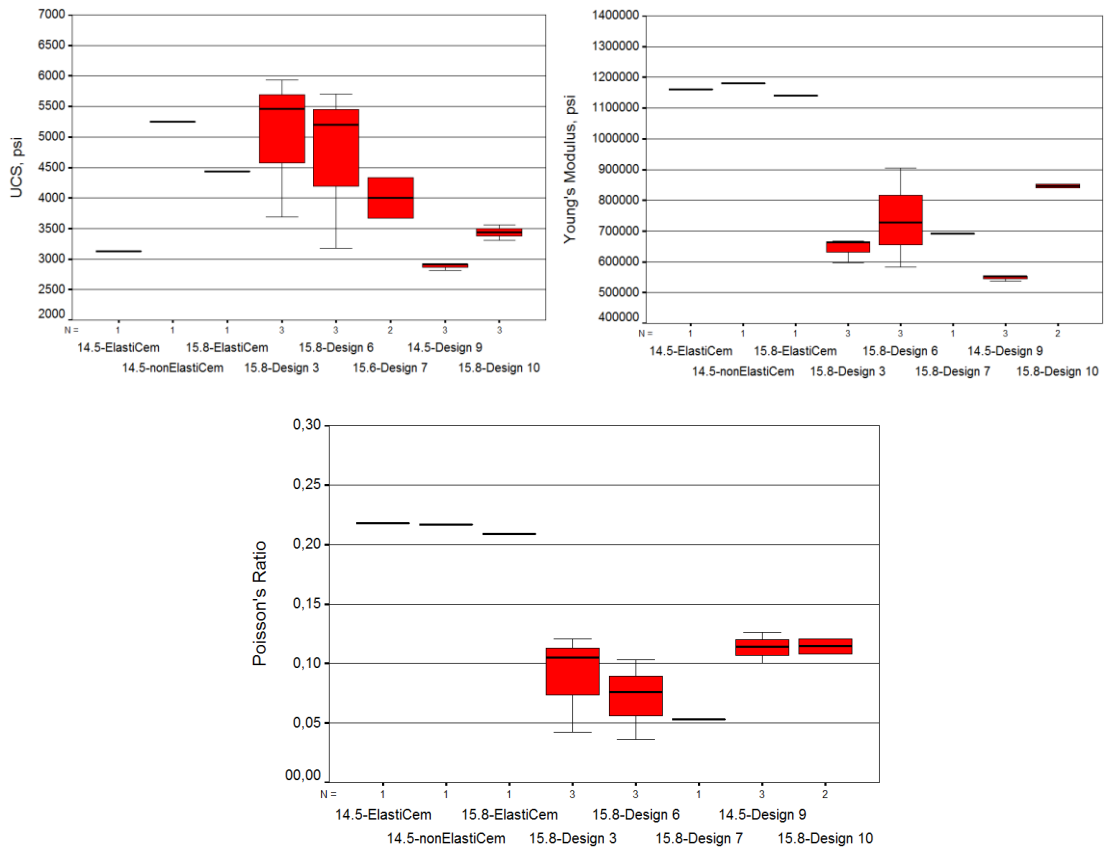 7000
6500
6000
5500
5000
4500
4000
3500
3000
2500
2000
UCS, psi
N = 1 1 1 3 3 2 3 3
14.5-ElastiCem 15.8-ElastiCem 15.8-Design 6 14.5-Design 9
14.5-nonElastiCem 15.8-Design 3 15.6-Design 7 15.8-Design 10
1400000
1300000
1200000
1100000
1000000
900000
800000
700000
600000
500000
400000
Young's Modulus, psi
N = 1 1 1 3 3 1 3 2
14.5-ElastiCem 15.8-ElastiCem 15.8-Design 6 14.5-Design 9
14.5-nonElastiCem 15.8-Design 3 15.8-Design 7 15.8-Design 10
0,30
0,25
0,20
0,15
0,10
0,05
00,00
Poisson's Ratio
N = 1 1 1 3 3 1 3 2
14.5-ElastiCem 15.8-ElastiCem 15.8-Design 6 14.5-Design 9
14.5-nonElastiCem 15.8-Design 3 15.8-Design 7 15.8-Design 10